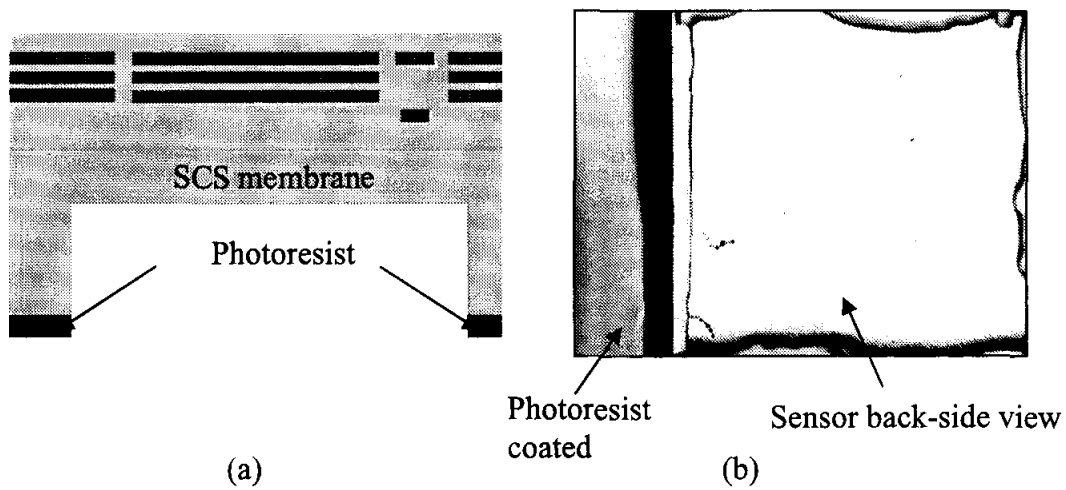 SCS membrane
Photoresist
(a)
Photoresist
coated
Sensor back-side view
(b)